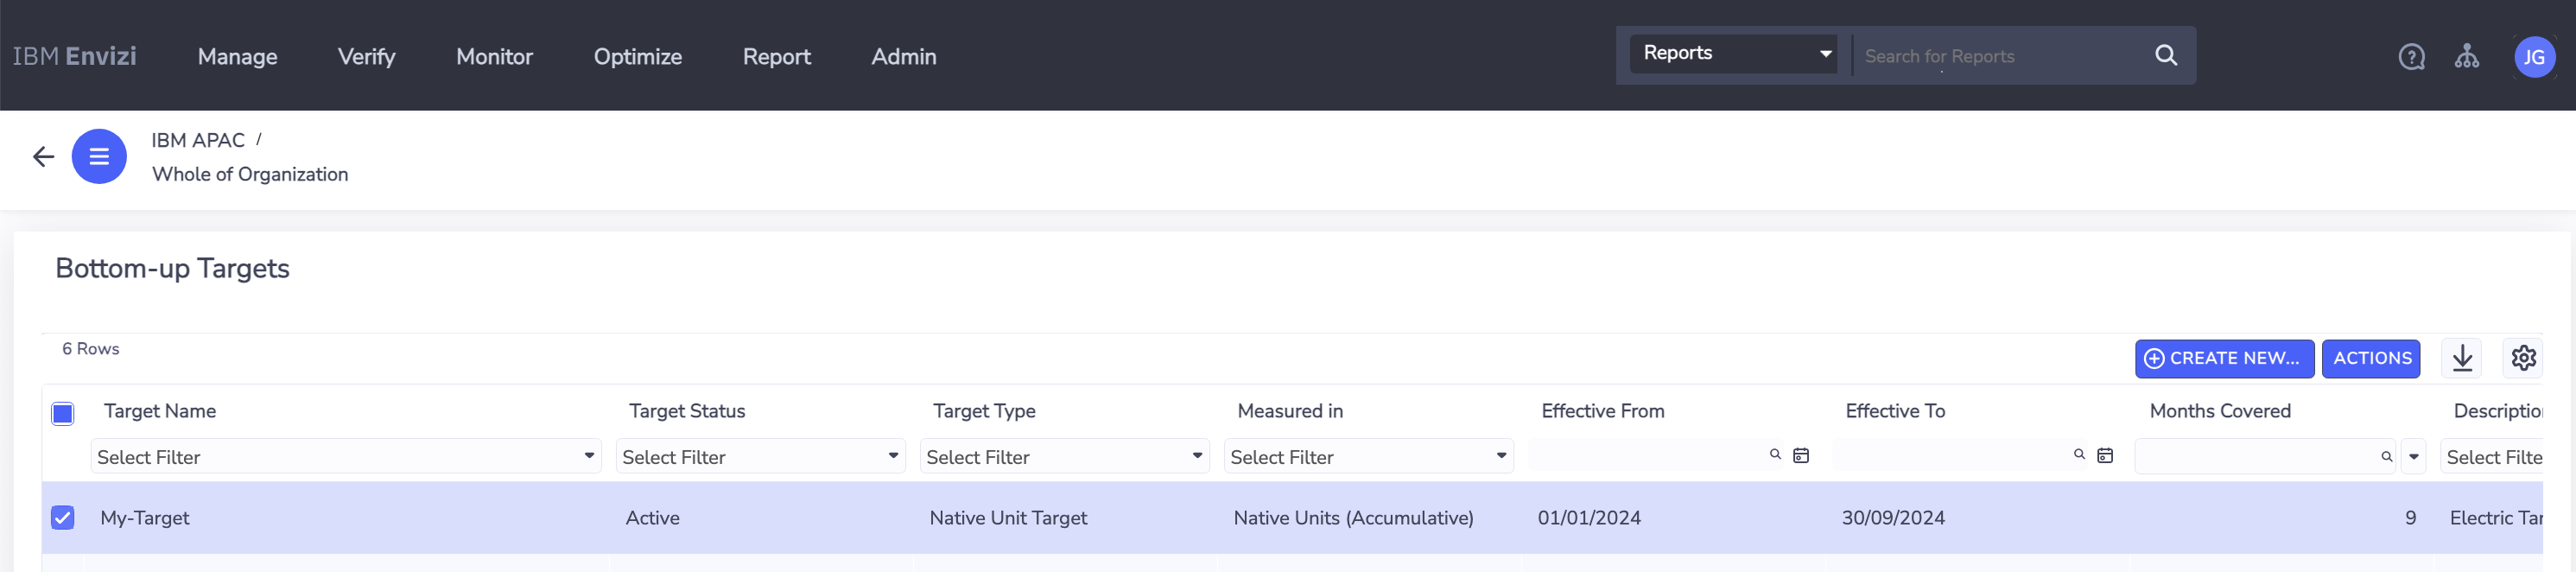 IBM Envizi Manage Verify Monitor Optimize Report Admin Reports Search for Reports ? JG
IBM APAC /
Whole of Organization
Bottom-up Targets
6 Rows
CREATE NEW... ACTIONS
Target Name Target Status Target Type Measured in Effective From Effective To Months Covered Description
Select Filter Select Filter Select Filter Select Filter Select Filte
My-Target Active Native Unit Target Native Units (Accumulative) 01/01/2024 30/09/2024 9 Electric Tar